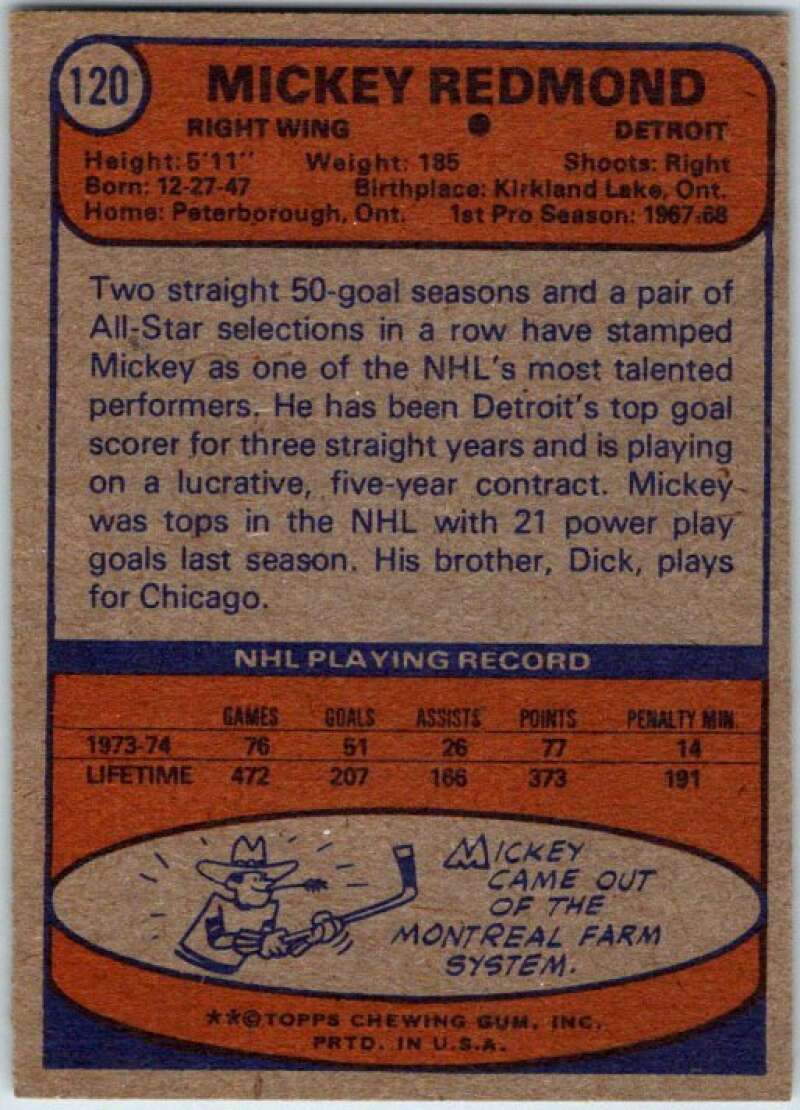 120
MICKEY REDMOND
RIGHT WING ● DETROIT
Height: 5'11" Weight: 185 Shoots: Right
Born: 12-27-47 Birthplace: Kirkland Lake, Ont.
Home: Peterborough, Ont. 1st Pro Season: 1967-68
Two straight 50-goal seasons and a pair of
All-Star selections in a row have stamped
Mickey as one of the NHL's most talented
performers. He has been Detroit's top goal
scorer for three straight years and is playing
on a lucrative, five-year contract. Mickey
was tops in the NHL with 21 power play
goals last season. His brother, Dick, plays
for Chicago.
NHL PLAYING RECORD
GAMES GOALS ASSISTS POINTS PENALTY MIN.
1973-74 76 51 26 77 14
LIFETIME 472 207 166 373 191
MICKEY
CAME OUT
OF THE
MONTREAL FARM
SYSTEM.
**©TOPPS CHEWING GUM, INC.
PRTD. IN U.S.A.